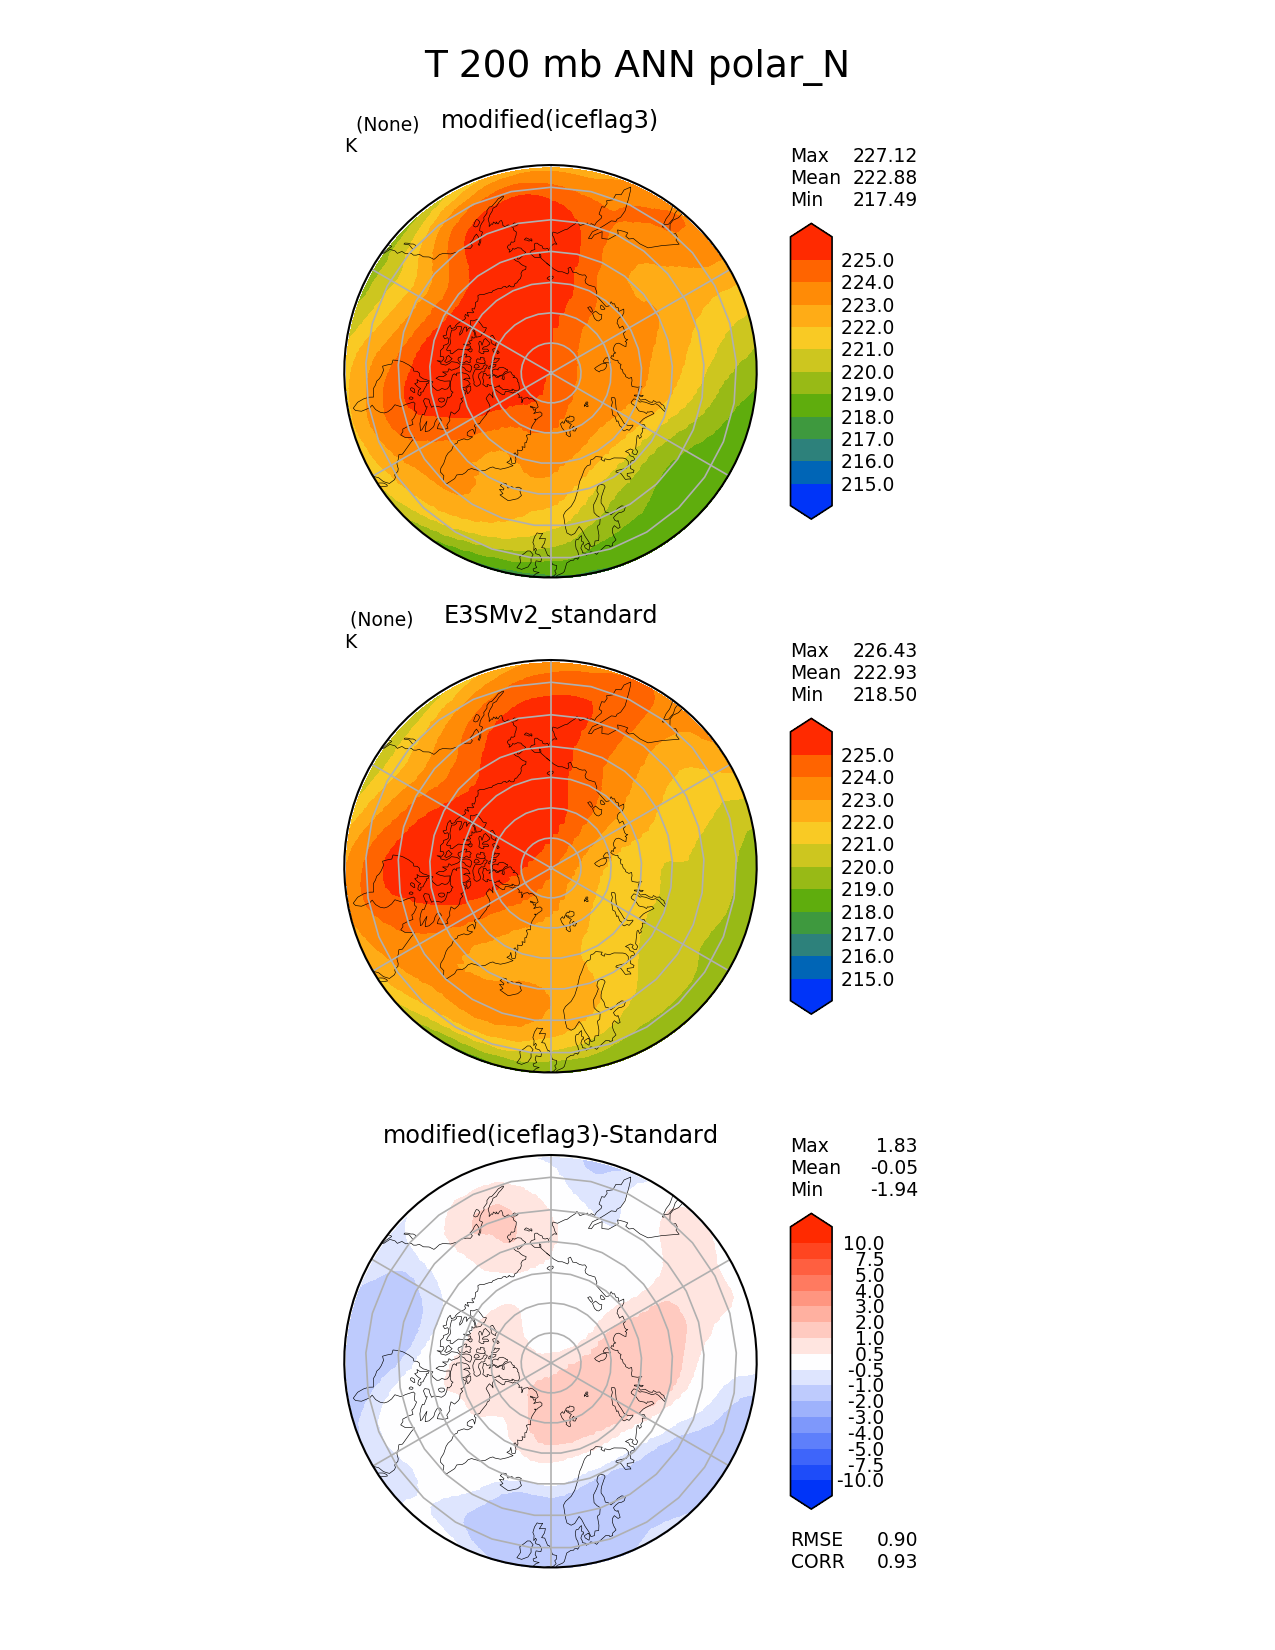 T 200 mb ANN polar_N
(None) modified(iceflag3)
K
Max 227.12
Mean 222.88
Min 217.49
225.0
224.0
223.0
222.0
221.0
220.0
219.0
218.0
217.0
216.0
215.0
(None) E3SMv2_standard
K
Max 226.43
Mean 222.93
Min 218.50
225.0
224.0
223.0
222.0
221.0
220.0
219.0
218.0
217.0
216.0
215.0
modified(iceflag3)-Standard
Max 1.83
Mean -0.05
Min -1.94
10.0
7.5
5.0
4.0
3.0
2.0
1.0
0.5
-0.5
-1.0
-2.0
-3.0
-4.0
-5.0
-7.5
-10.0
RMSE 0.90
CORR 0.93